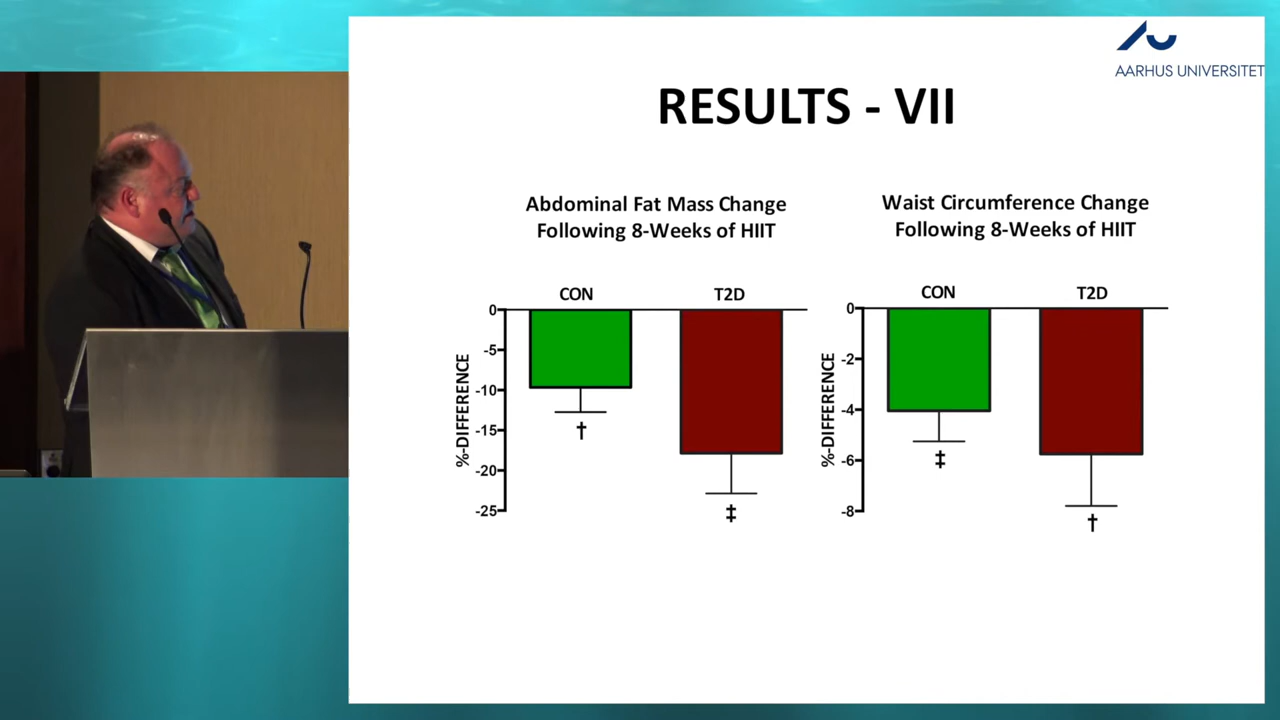 AARHUS UNIVERSITET
RESULTS - VII
Abdominal Fat Mass Change
Following 8-Weeks of HIIT
CON
T2D
%-DIFFERENCE
0
-5
-10
-15
-20
-25
†
‡
Waist Circumference Change
Following 8-Weeks of HIIT
CON
T2D
%-DIFFERENCE
0
-2
-4
-6
-8
‡
†